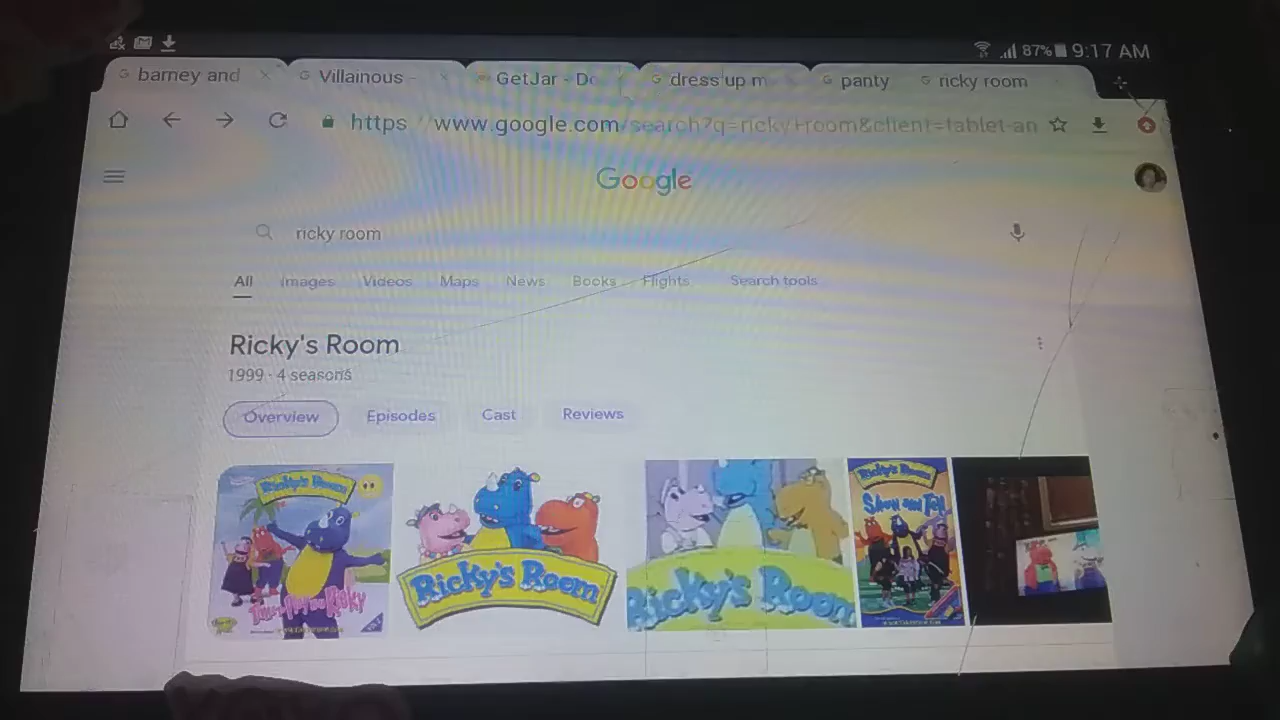 87% 9:17 AM
barney and Villainous - GetJar - Do dress up m panty ricky room
https www.google.com/search?q=ricky+room&client=tablet-an
Google
ricky room
All Images Videos Maps News Books Flights Search tools
Ricky's Room
1999 · 4 seasons
Overview Episodes Cast Reviews
Ricky's Room
Ricky's Room
Show and Tell
Ricky's Room
Ricky's Room